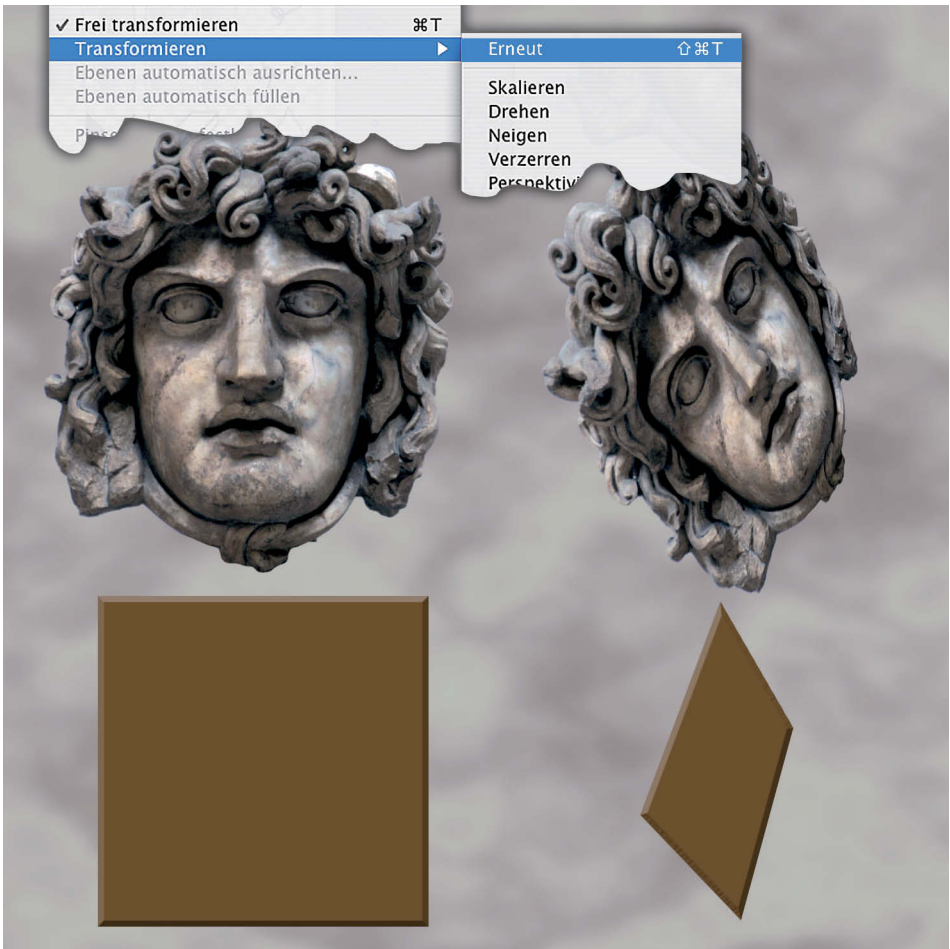 ✓ Frei transformieren ⌘T
Transformieren ▶
Ebenen automatisch ausrichten...
Ebenen automatisch füllen
Erneut ⇧⌘T
Skalieren
Drehen
Neigen
Verzerren